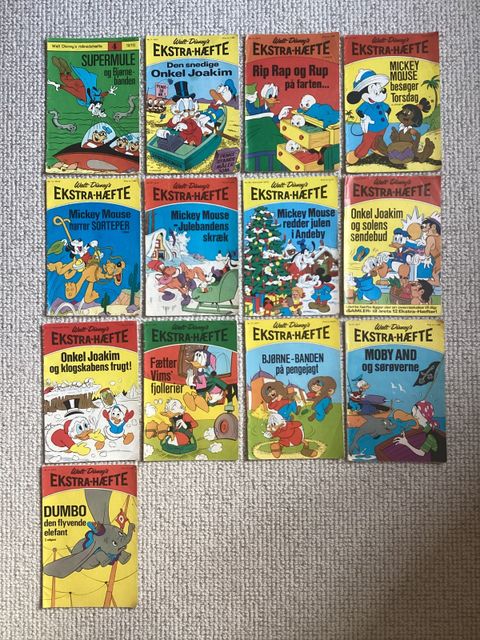 Walt Disney's månedshæfte 4 1975
SUPERMULE
og Bjørne-
banden
Walt Disney's
EKSTRA-HÆFTE
Den snedige
Onkel Joakim
Walt Disney's
EKSTRA-HÆFTE
Rip Rap og Rup
på farten...
Walt Disney's
EKSTRA-HÆFTE
MICKEY
MOUSE
besøger
Torsdag
Walt Disney's
EKSTRA-HÆFTE
Mickey Mouse
SORTEPER
Walt Disney's
EKSTRA-HÆFTE
Mickey Mouse
Julebandens
skræk
Walt Disney's
EKSTRA-HÆFTE
Mickey Mouse
redder julen
i Andeby
Walt Disney's
EKSTRA-HÆFTE
Onkel Joakim
og solens
sendebud
Walt Disney's
EKSTRA-HÆFTE
Onkel Joakim
og klogskabens frugt!
Walt Disney's
EKSTRA-HÆFTE
Fætter
Vims'
fjollerier
Walt Disney's
EKSTRA-HÆFTE
BJØRNE-BANDEN
på pengejagt
Walt Disney's
EKSTRA-HÆFTE
MOBY AND
og sørøverne
Walt Disney's
EKSTRA-HÆFTE
DUMBO
den flyvende
elefant